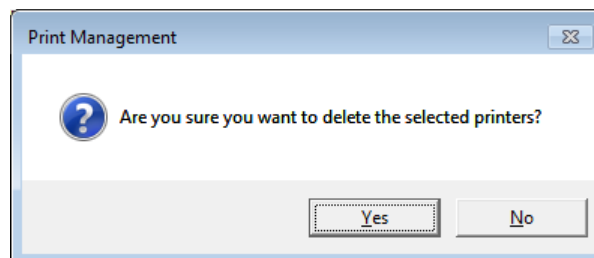 Print Management
Are you sure you want to delete the selected printers?
Yes No